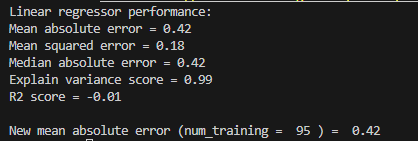 Linear regressor performance:
Mean absolute error = 0.42
Mean squared error = 0.18
Median absolute error = 0.42
Explain variance score = 0.99
R2 score = -0.01
New mean absolute error (num_training =  95 ) =  0.42